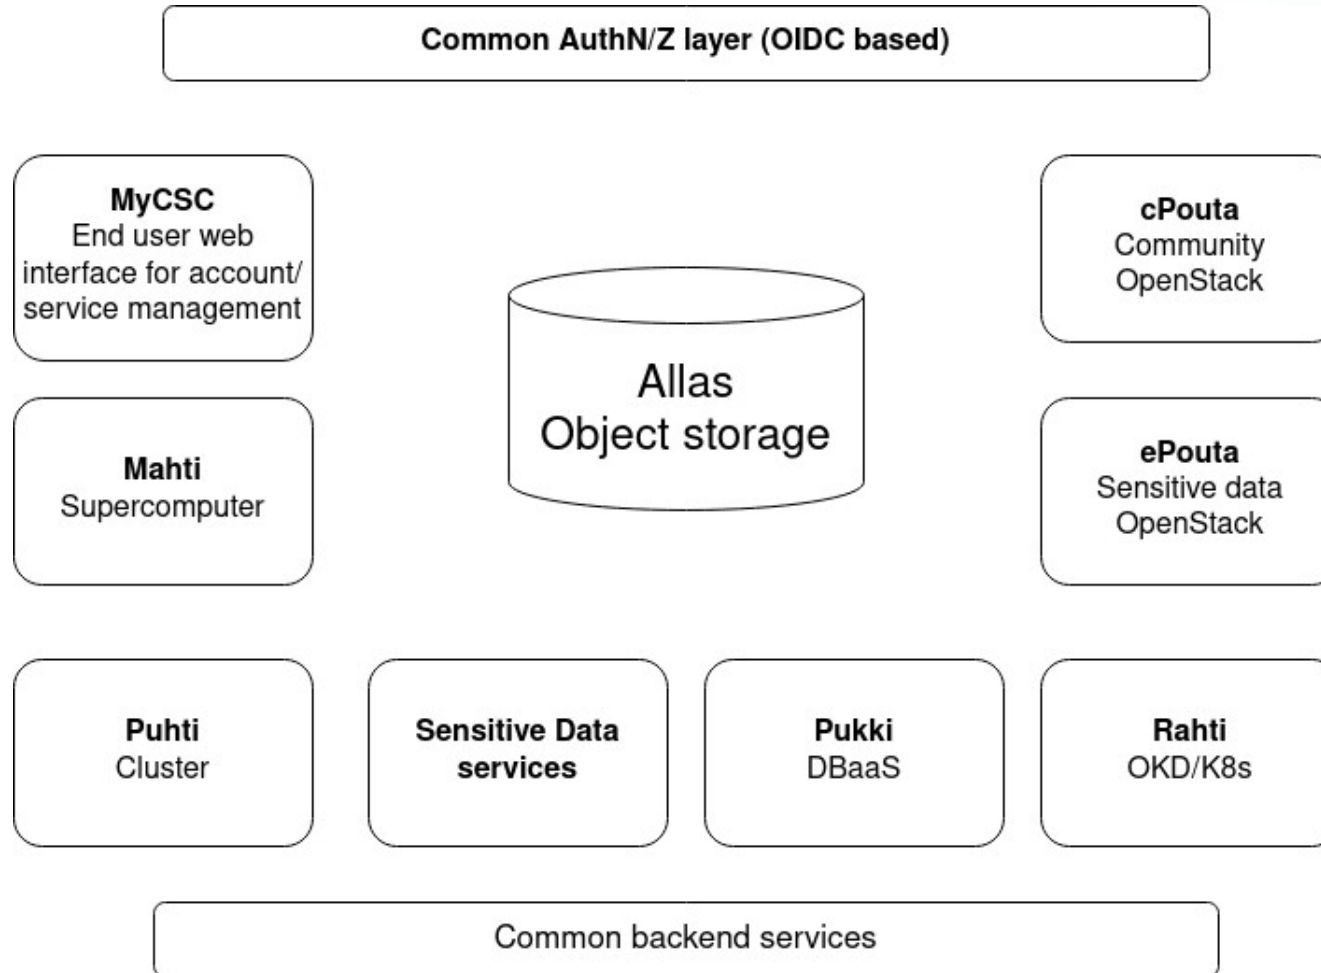 Common AuthN/Z layer (OIDC based)
MyCSC
End user web
interface for account/
service management
cPouta
Community
OpenStack
Allas
Object storage
Mahti
Supercomputer
ePouta
Sensitive data
OpenStack
Puhti
Cluster
Sensitive Data
services
Pukki
DBaaS
Rahti
OKD/K8s
Common backend services